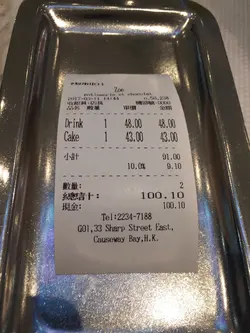 Zoe
Drink 1 48.00 48.00
Cake 1 43.00 43.00
小計 91.00
10.0% 9.10
數量: 2
總結十: 100.10
現金: 100.10
Tel:2234-7188
G01,33 Sharp Street East,
Causeway Bay,H.K.